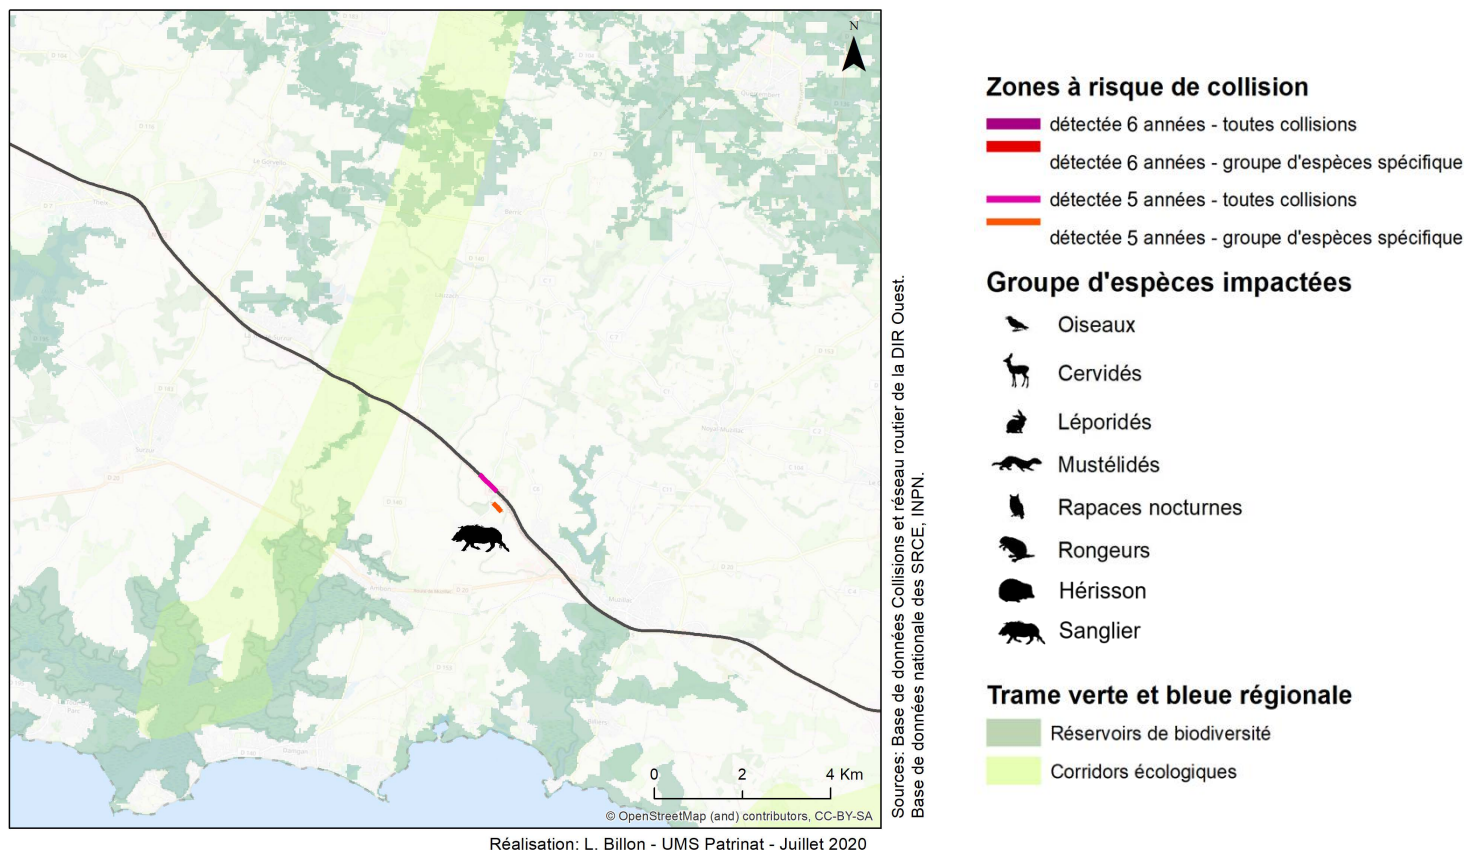 N
Zones à risque de collision
détectée 6 années - toutes collisions
détectée 6 années - groupe d'espèces spécifique
détectée 5 années - toutes collisions
détectée 5 années - groupe d'espèces spécifique
Groupe d'espèces impactées
Oiseaux
Cervidés
Léporidés
Mustélidés
Rapaces nocturnes
Rongeurs
Hérisson
Sanglier
Trame verte et bleue régionale
Réservoirs de biodiversité
Corridors écologiques
Sources: Base de données Collisions et réseau routier de la DIR Ouest.
Base de données nationale des SRCE, INPN.
0 2 4 Km
© OpenStreetMap (and) contributors, CC-BY-SA
Réalisation: L. Billon - UMS Patrinat - Juillet 2020